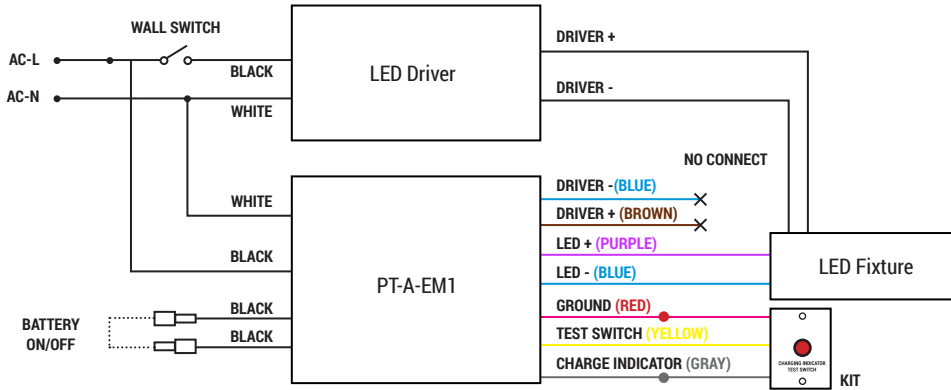 WALL SWITCH
AC-L
BLACK
AC-N
WHITE
LED Driver
DRIVER +
DRIVER -
NO CONNECT
WHITE
BLACK
BATTERY
ON/OFF
BLACK
BLACK
PT-A-EM1
DRIVER -(BLUE)
DRIVER + (BROWN)
LED + (PURPLE)
LED - (BLUE)
GROUND (RED)
TEST SWITCH (YELLOW)
CHARGE INDICATOR (GRAY)
LED Fixture
CHARGING INDICATOR
TEST SWITCH
KIT